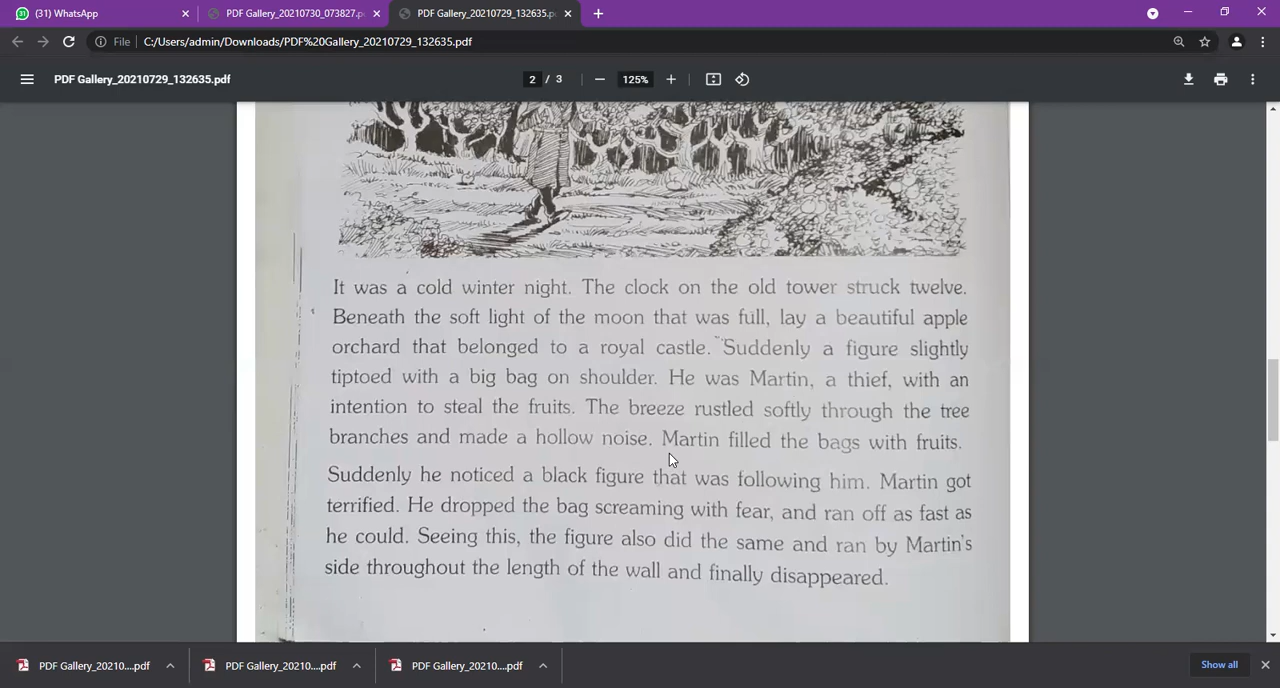 (31) WhatsApp
PDF Gallery_20210730_073827.p
PDF Gallery_20210729_132635.p
File
C:/Users/admin/Downloads/PDF%20Gallery_20210729_132635.pdf
PDF Gallery_20210729_132635.pdf
2 / 3
125%
It was a cold winter night. The clock on the old tower struck twelve.
Beneath the soft light of the moon that was full, lay a beautiful apple
orchard that belonged to a royal castle. Suddenly a figure slightly
tiptoed with a big bag on shoulder. He was Martin, a thief, with an
intention to steal the fruits. The breeze rustled softly through the tree
branches and made a hollow noise. Martin filled the bags with fruits.
Suddenly he noticed a black figure that was following him. Martin got
terrified. He dropped the bag screaming with fear, and ran off as fast as
he could. Seeing this, the figure also did the same and ran by Martin's
side throughout the length of the wall and finally disappeared.
PDF Gallery_20210....pdf
PDF Gallery_20210....pdf
PDF Gallery_20210....pdf
Show all